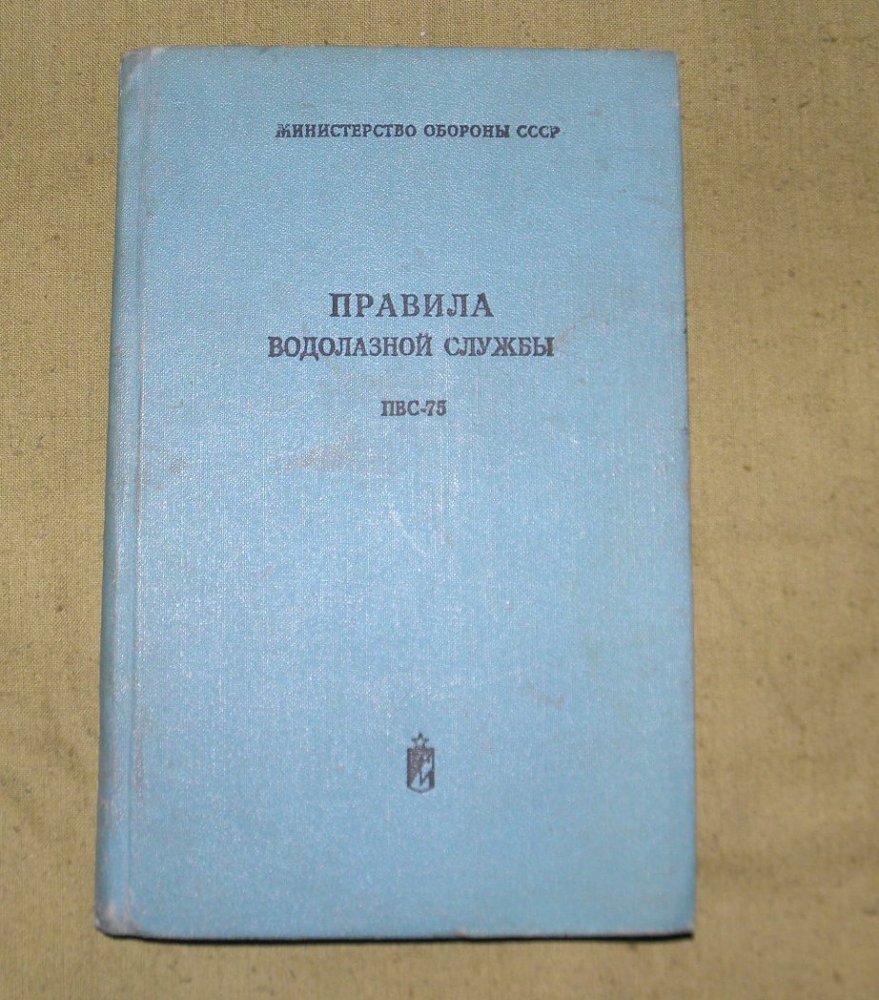 МИНИСТЕРСТВО ОБОРОНЫ СССР
ПРАВИЛА
ВОДОЛАЗНОЙ СЛУЖБЫ
ПВС-75